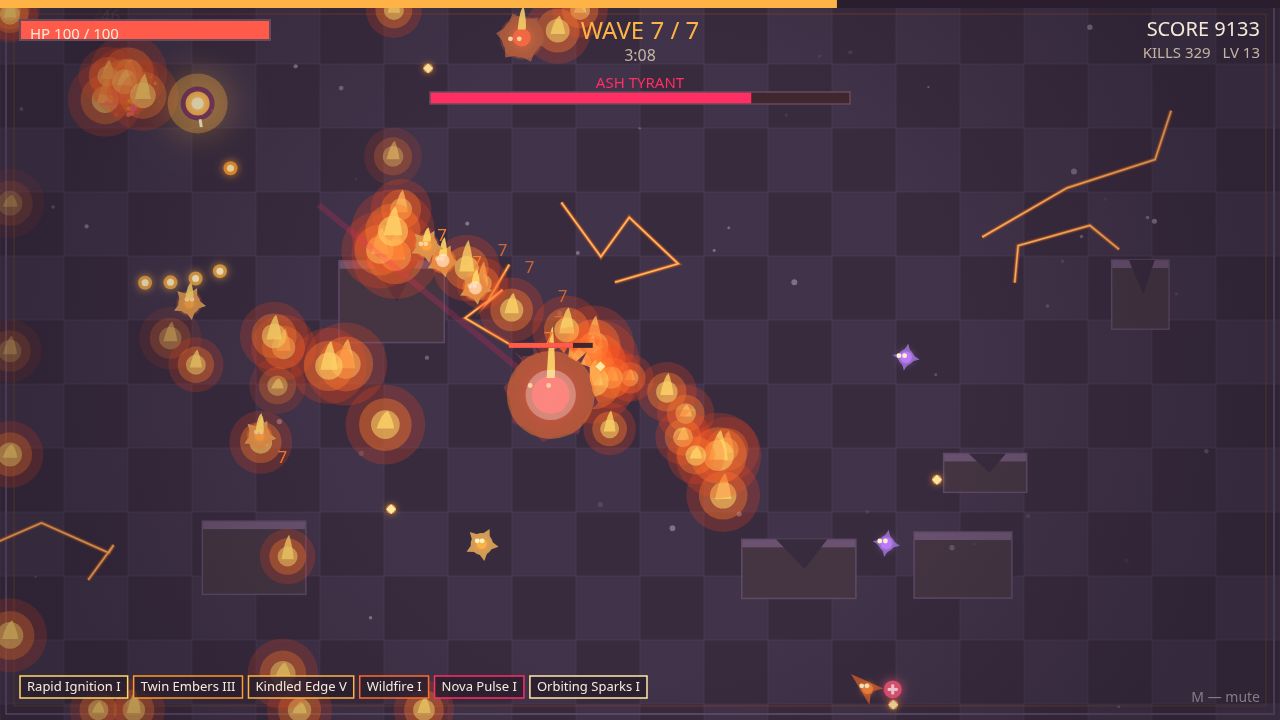 46
HP 100 / 100
WAVE 7 / 7
3:08
ASH TYRANT
SCORE 9133
KILLS 329 LV 13
7
7
7
7
7
7
Rapid Ignition I
Twin Embers III
Kindled Edge V
Wildfire I
Nova Pulse I
Orbiting Sparks I
M — mute